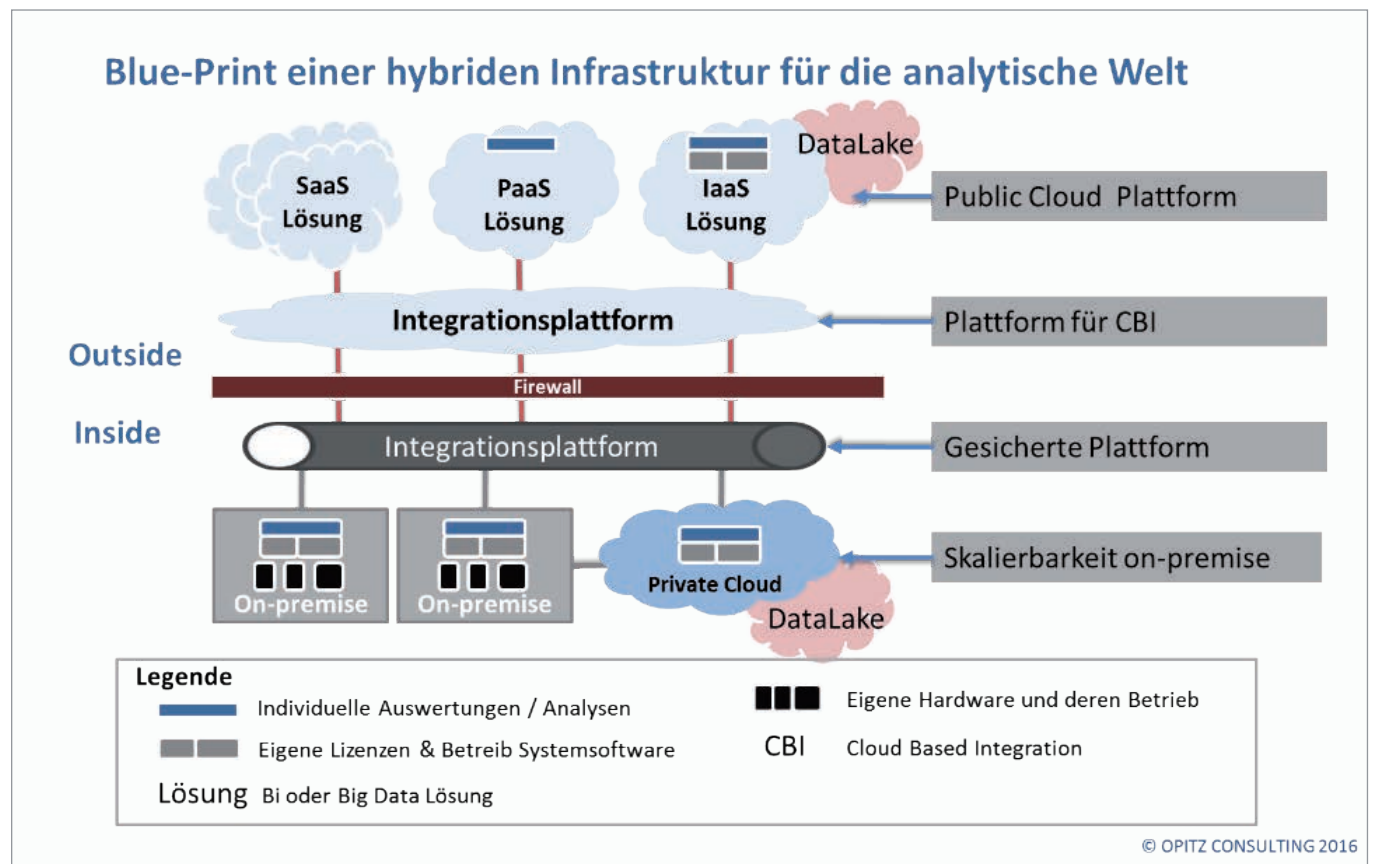 Blue-Print einer hybriden Infrastruktur für die analytische Welt
SaaS
Lösung
PaaS
Lösung
IaaS
Lösung
DataLake
Public Cloud Plattform
Integrationsplattform
Plattform für CBI
Outside
Firewall
Inside
Integrationsplattform
Gesicherte Plattform
On-premise
On-premise
Private Cloud
Skalierbarkeit on-premise
DataLake
Legende
Individuelle Auswertungen / Analysen
Eigene Hardware und deren Betrieb
Eigene Lizenzen & Betreib Systemsoftware
CBI Cloud Based Integration
Lösung Bi oder Big Data Lösung
© OPITZ CONSULTING 2016